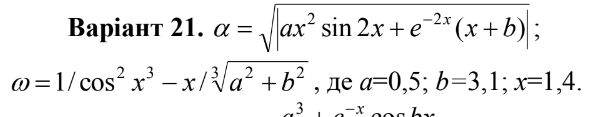 Варіант 21. α = √|ax² sin 2x + e⁻²ˣ (x + b)| ;
ω = 1/cos² x³ − x/∛a² + b² , де a=0,5; b=3,1; x=1,4.